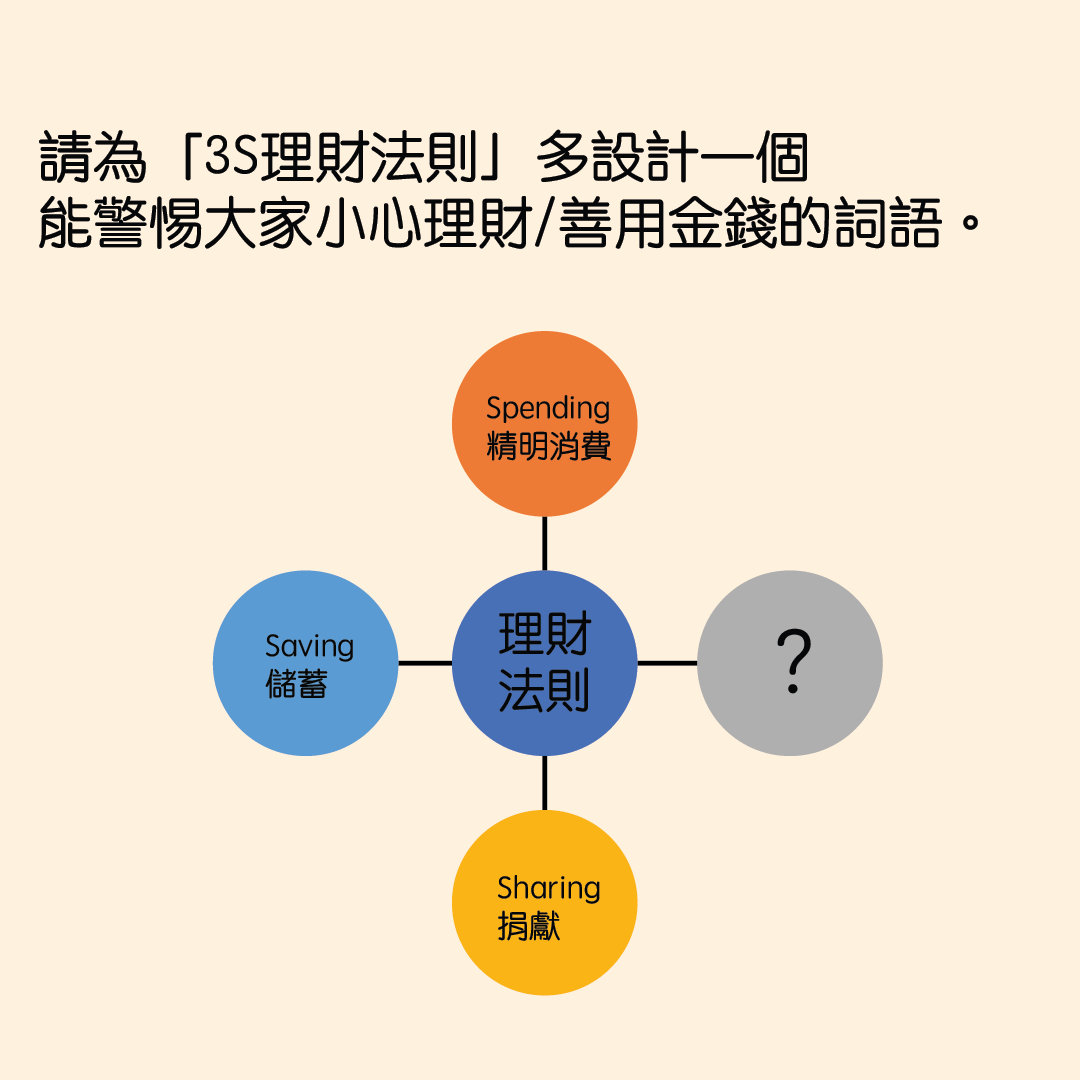 請為「3S理財法則」多設計一個
能警惕大家小心理財/善用金錢的詞語。
Spending
精明消費
Saving
儲蓄
理財
法則
?
Sharing
捐獻